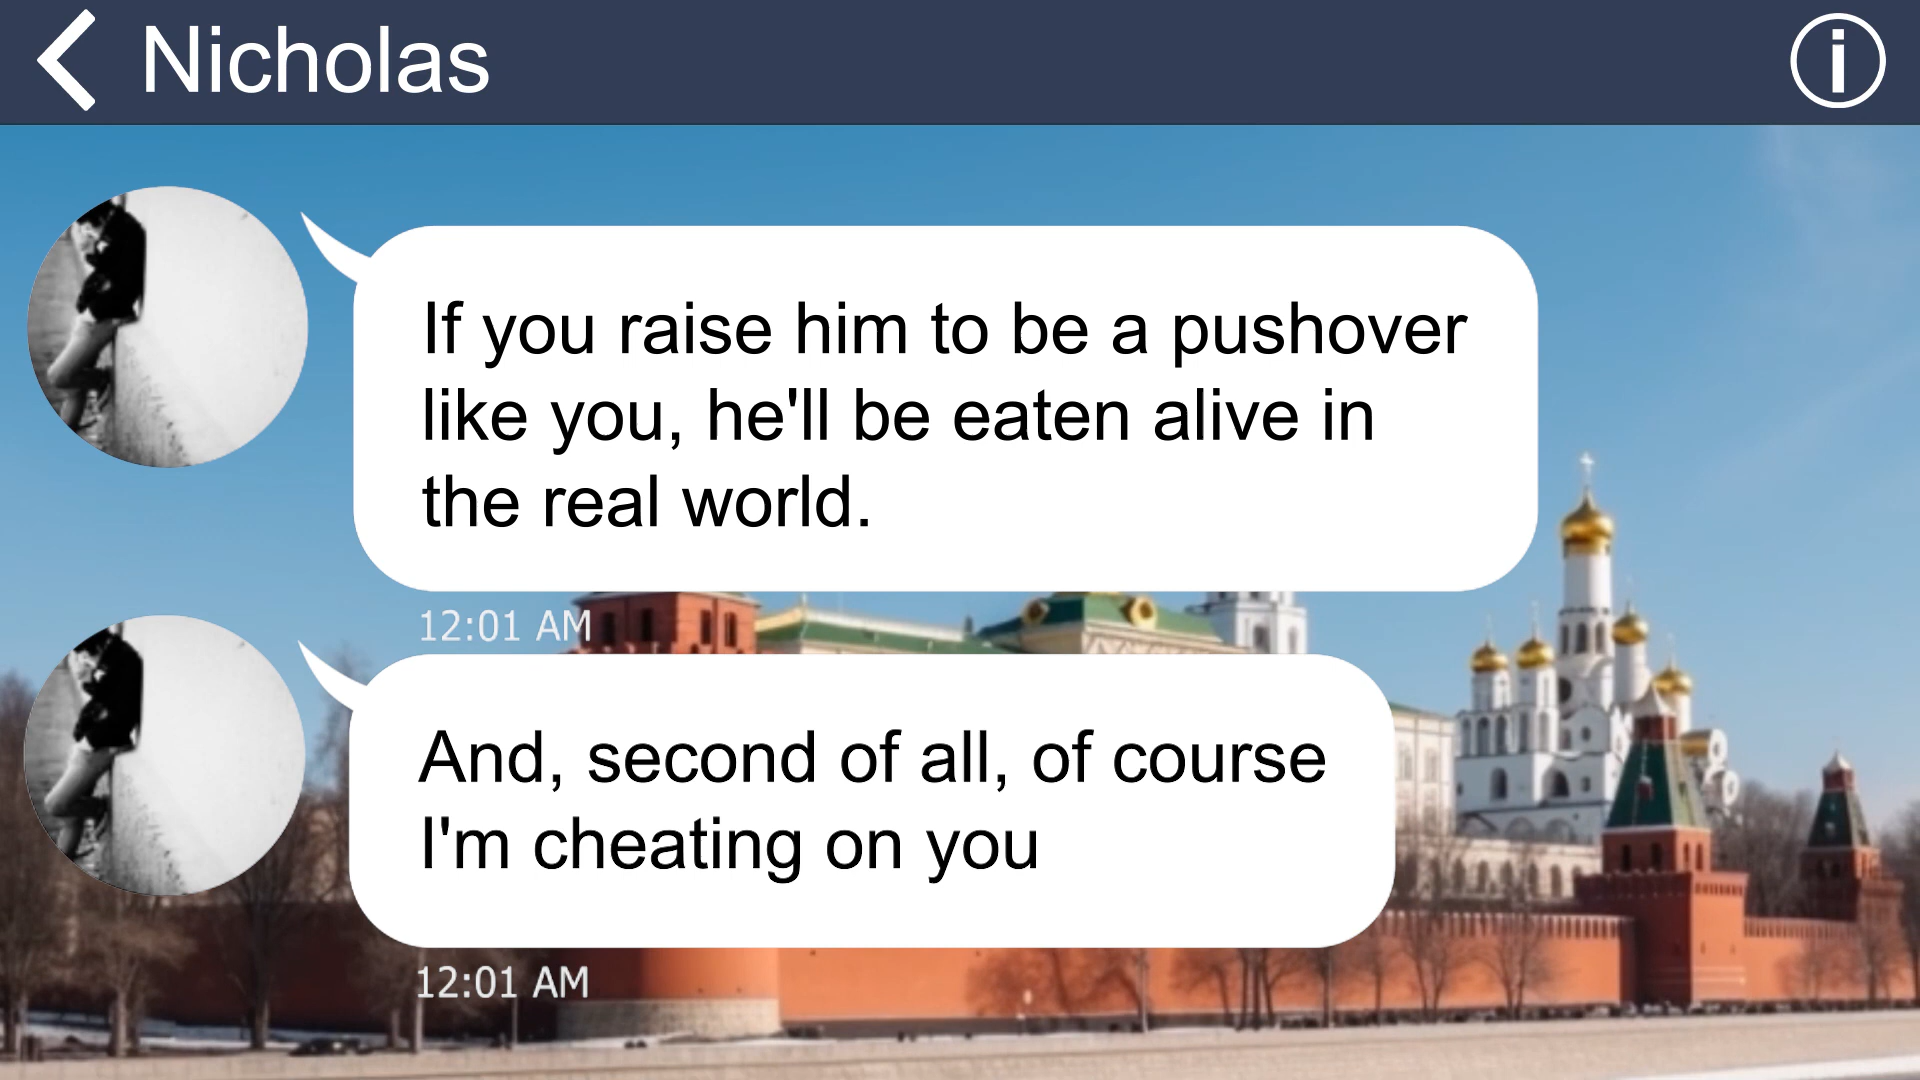 Nicholas
If you raise him to be a pushover
like you, he'll be eaten alive in
the real world.
12:01 AM
And, second of all, of course
I'm cheating on you
12:01 AM